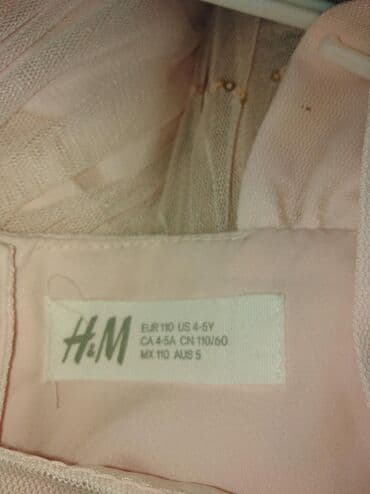 H&M
EUR 110 US 4-5Y
CA 4-5A CN 110/60
MX 110 AUS 5